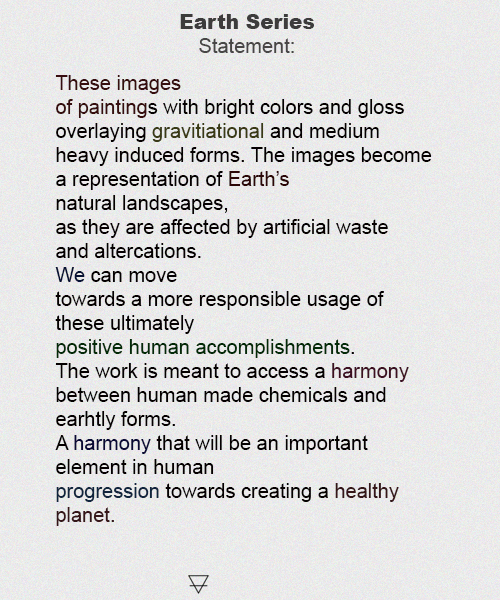 Earth Series
Statement:
These images
of paintings with bright colors and gloss
overlaying gravitiational and medium
heavy induced forms. The images become
a representation of Earth's
natural landscapes,
as they are affected by artificial waste
and altercations.
We can move
towards a more responsible usage of
these ultimately
positive human accomplishments.
The work is meant to access a harmony
between human made chemicals and
earhtly forms.
A harmony that will be an important
element in human
progression towards creating a healthy
planet.